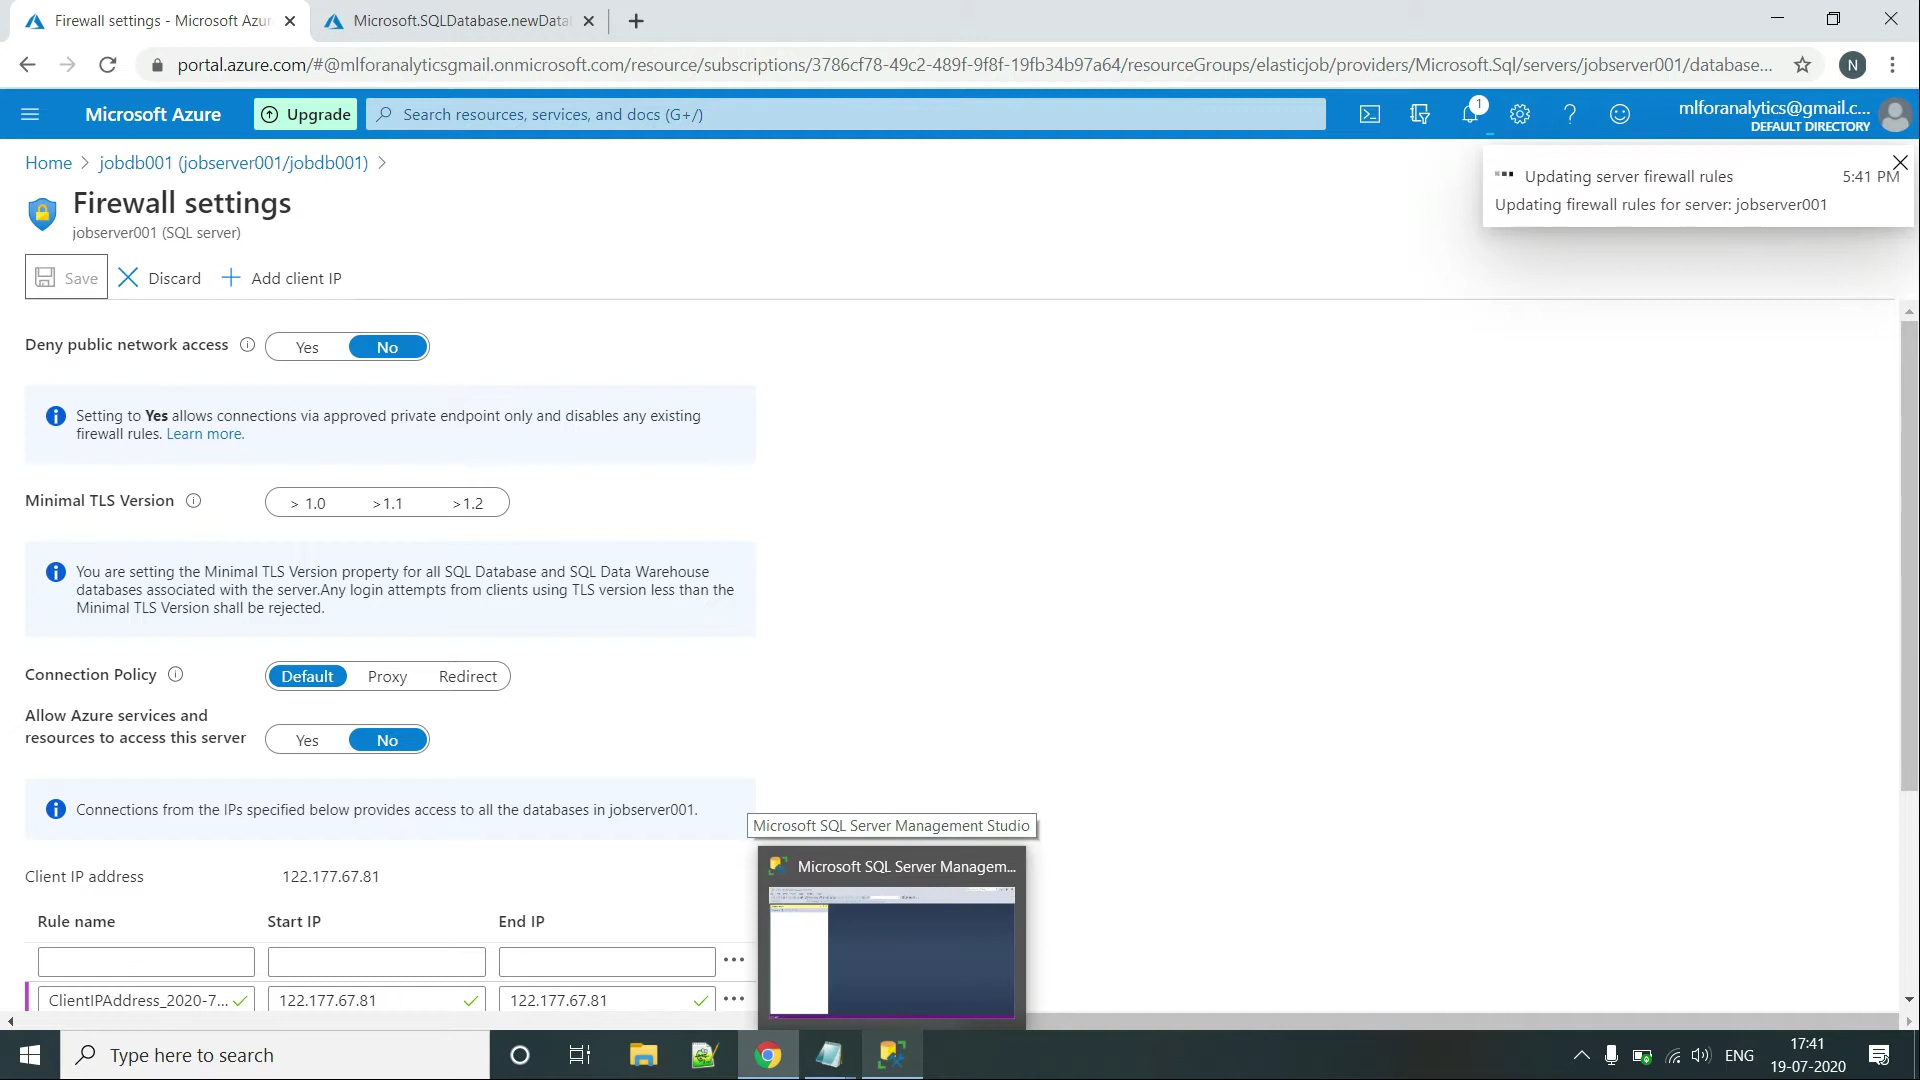 Firewall settings - Microsoft Azur
Microsoft.SQLDatabase.newDatal
portal.azure.com/#@mlforanalyticsgmail.onmicrosoft.com/resource/subscriptions/3786cf78-49c2-489f-9f8f-19fb34b97a64/resourceGroups/elasticjob/providers/Microsoft.Sql/servers/jobserver001/database...
N
Microsoft Azure
Upgrade
Search resources, services, and docs (G+/)
1
mlforanalytics@gmail.c...
DEFAULT DIRECTORY
Home > jobdb001 (jobserver001/jobdb001) >
Updating server firewall rules
5:41 PM
Updating firewall rules for server: jobserver001
Firewall settings
jobserver001 (SQL server)
Save
Discard
Add client IP
Deny public network access
Yes
No
Setting to Yes allows connections via approved private endpoint only and disables any existing
firewall rules. Learn more.
Minimal TLS Version
> 1.0
>1.1
>1.2
You are setting the Minimal TLS Version property for all SQL Database and SQL Data Warehouse
databases associated with the server.Any login attempts from clients using TLS version less than the
Minimal TLS Version shall be rejected.
Connection Policy
Default
Proxy
Redirect
Allow Azure services and
resources to access this server
Yes
No
Connections from the IPs specified below provides access to all the databases in jobserver001.
Microsoft SQL Server Management Studio
Microsoft SQL Server Managem...
Client IP address
122.177.67.81
Rule name
Start IP
End IP
ClientIPAddress_2020-7...
122.177.67.81
122.177.67.81
Type here to search
ENG
17:41
19-07-2020